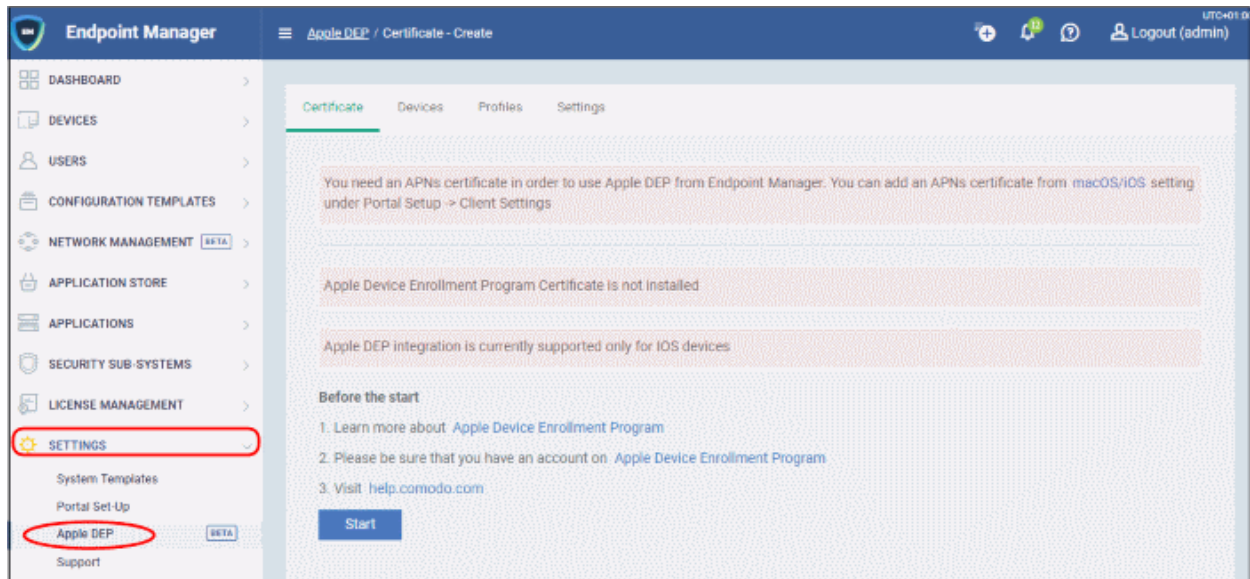 UTC+01:0
Endpoint Manager
Apple DEP / Certificate - Create
12
Logout (admin)
DASHBOARD
DEVICES
USERS
CONFIGURATION TEMPLATES
NETWORK MANAGEMENT BETA
APPLICATION STORE
APPLICATIONS
SECURITY SUB-SYSTEMS
LICENSE MANAGEMENT
SETTINGS
System Templates
Portal Set-Up
Apple DEP BETA
Support
Certificate Devices Profiles Settings
You need an APNs certificate in order to use Apple DEP from Endpoint Manager. You can add an APNs certificate from macOS/iOS setting
under Portal Setup -> Client Settings
Apple Device Enrollment Program Certificate is not installed
Apple DEP integration is currently supported only for IOS devices
Before the start
1. Learn more about Apple Device Enrollment Program
2. Please be sure that you have an account on Apple Device Enrollment Program
3. Visit help.comodo.com
Start